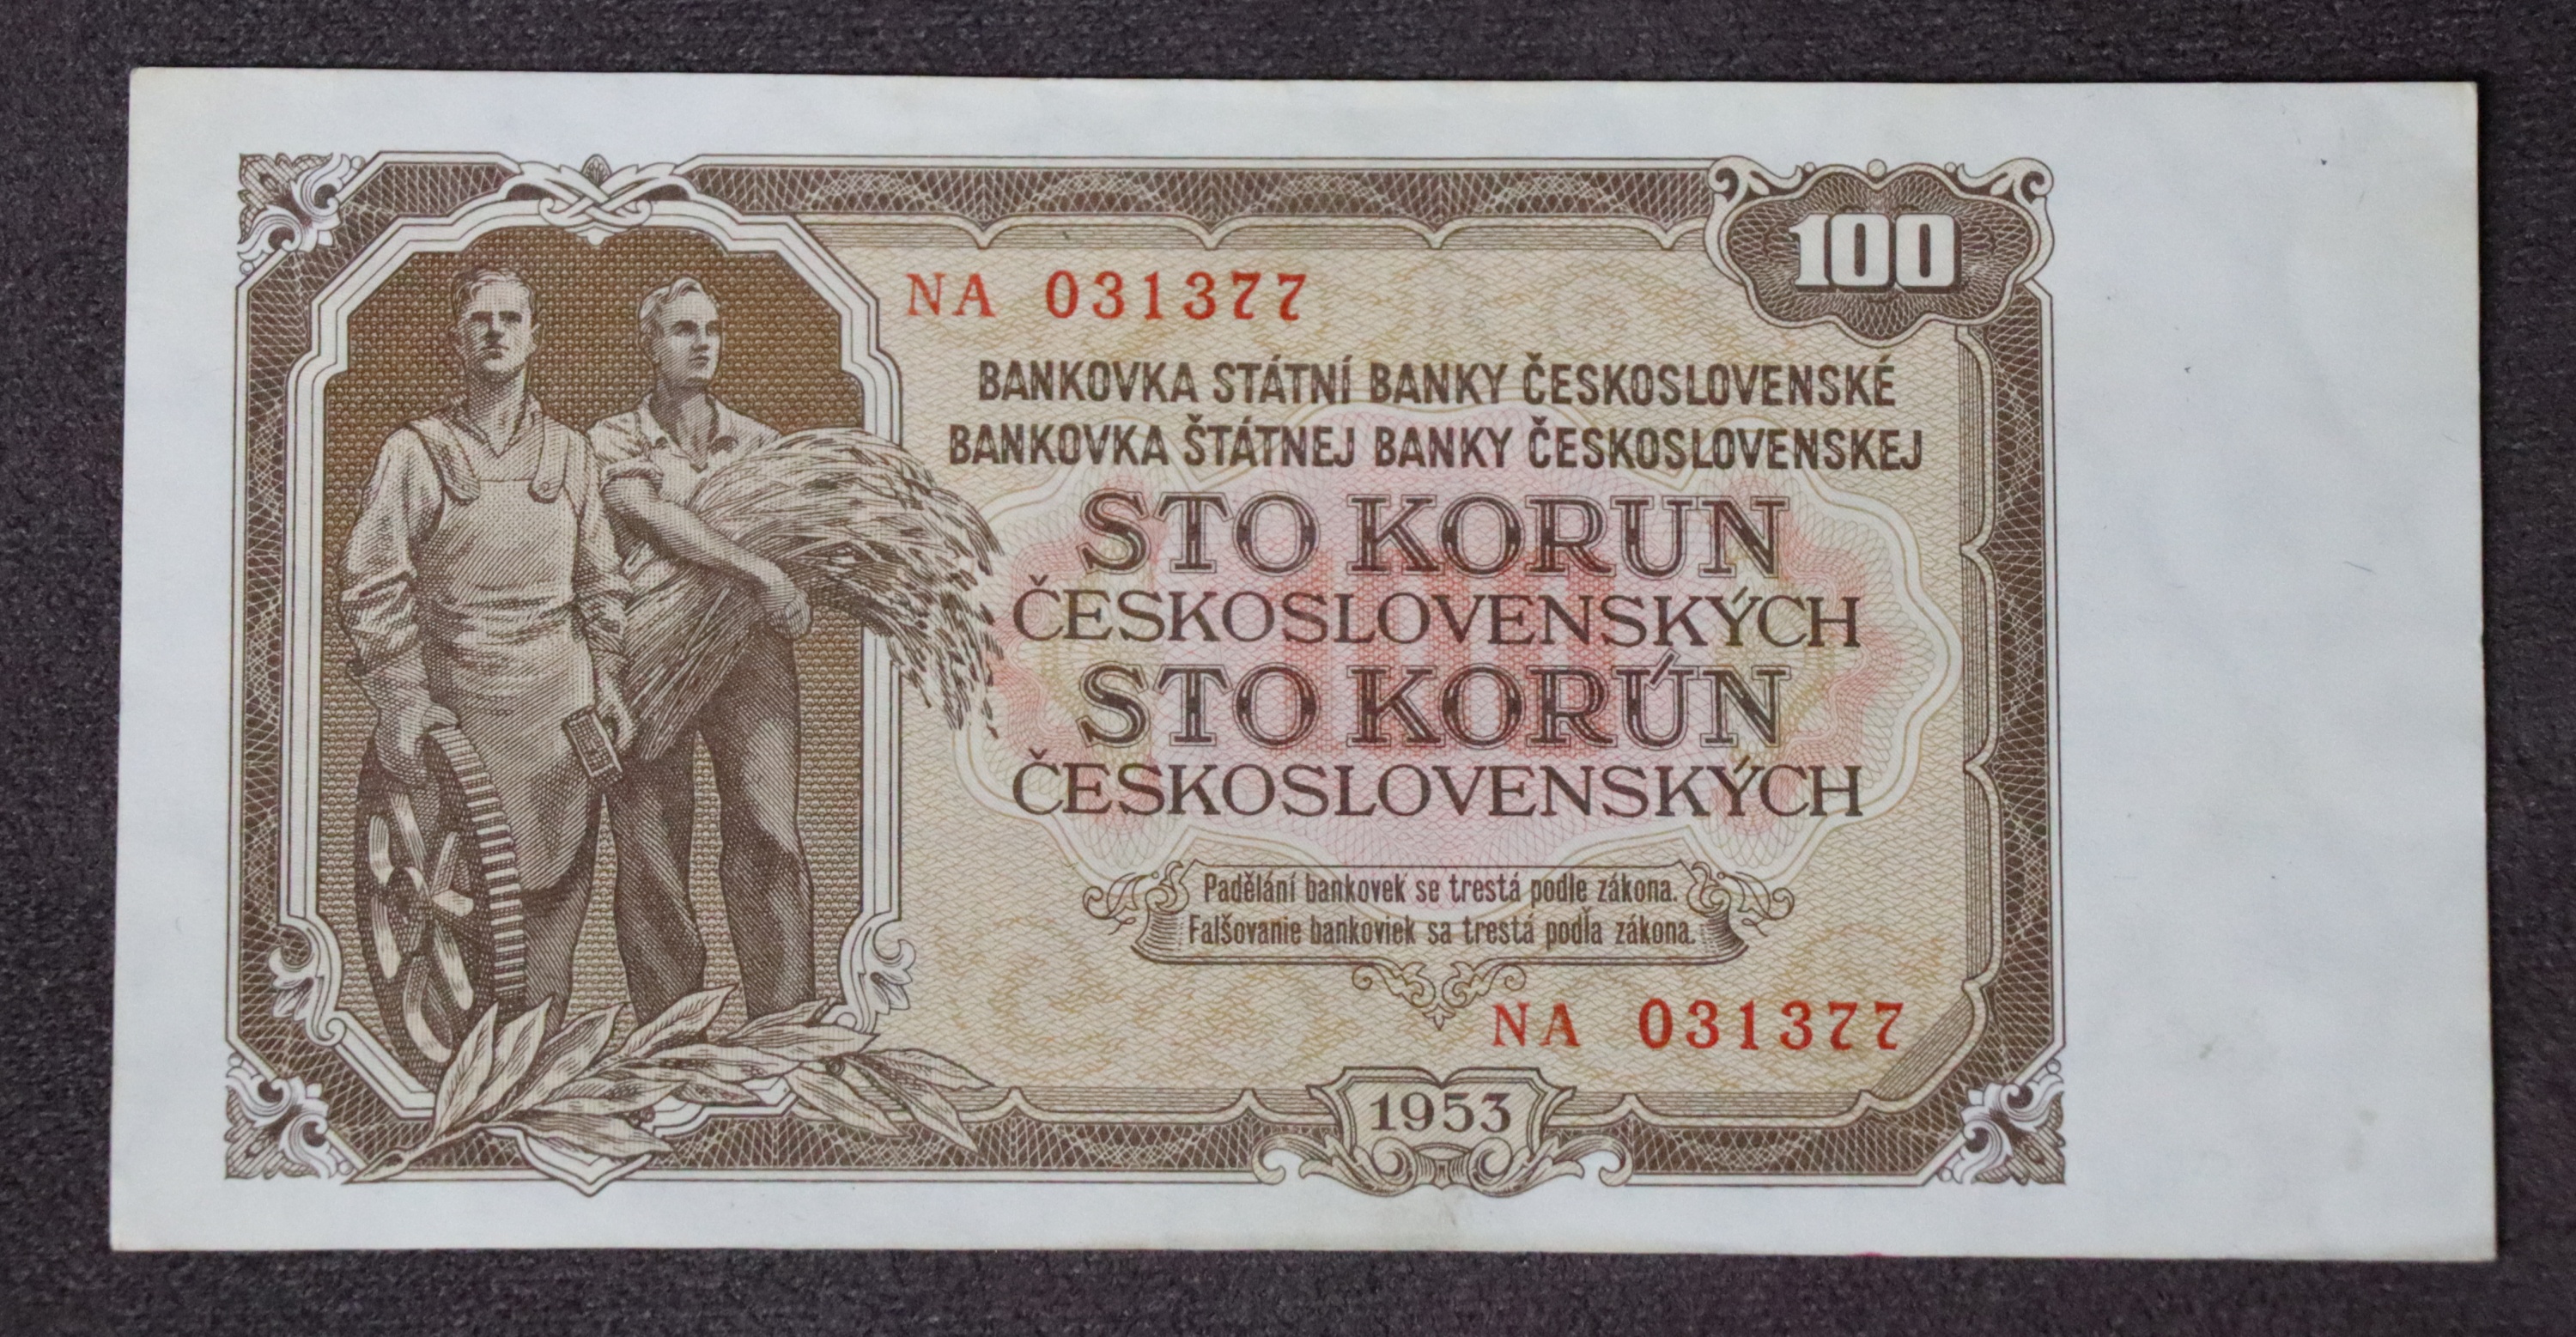 100
NA 031377
BANKOVKA STÁTNÍ BANKY ČESKOSLOVENSKÉ
BANKOVKA ŠTÁTNEJ BANKY ČESKOSLOVENSKEJ
STO KORUN
ČESKOSLOVENSKÝCH
STO KORÚN
ČESKOSLOVENSKÝCH
Padělání bankovek se trestá podle zákona.
Falšovanie bankoviek sa trestá podľa zákona.
NA 031377
1953